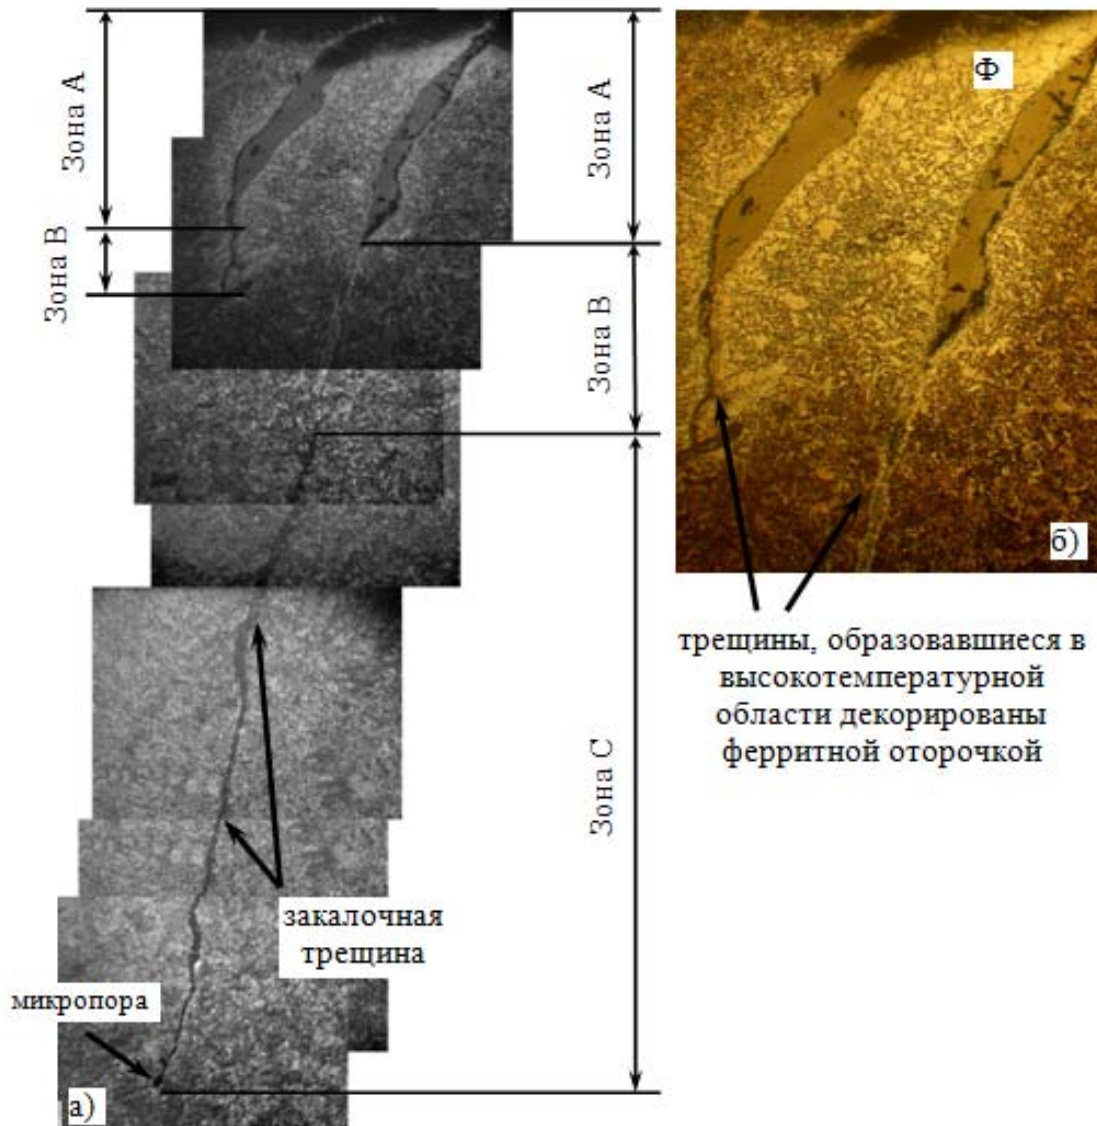 Зона А
Зона В
Зона А
Зона В
Зона С
Ф
б)
трещины, образовавшиеся в
высокотемпературной
области декорированы
ферритной оторочкой
закалочная
трещина
микропора
а)